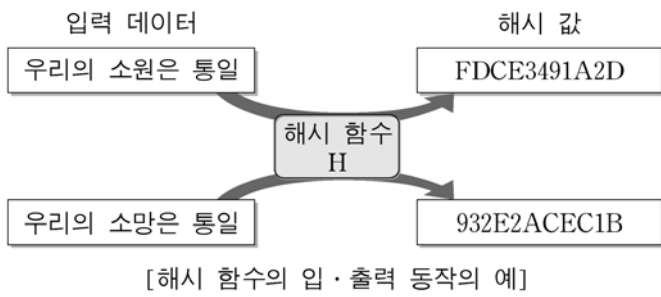 입력 데이터
해시 값
우리의 소원은 통일
FDCE3491A2D
해시 함수
H
우리의 소망은 통일
932E2ACEC1B
[해시 함수의 입·출력 동작의 예]